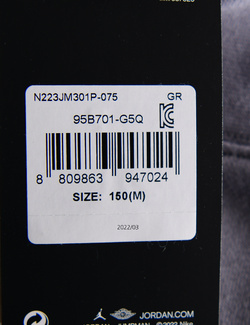 N223JM301P-075 GR
95B701-G5Q
8 809863 947024
SIZE: 150(M)
2022/03
JORDAN.COM